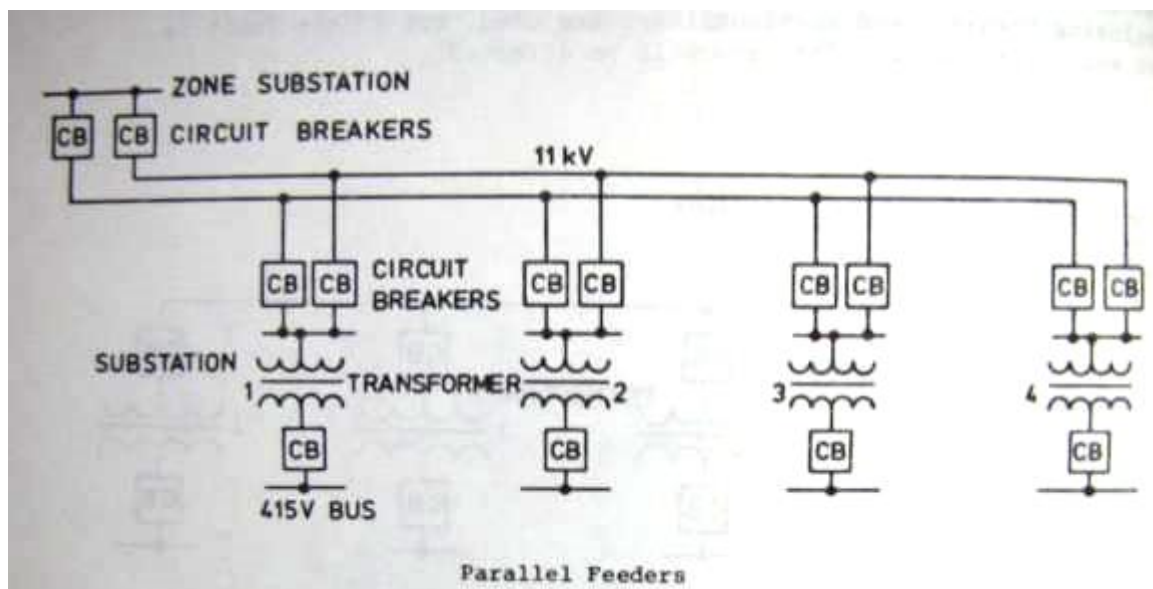 ZONE SUBSTATION
CB CB CIRCUIT BREAKERS
11 kV
CB CB CIRCUIT BREAKERS CB CB CB CB CB CB
SUBSTATION
1 TRANSFORMER 2 3 4
CB CB CB CB
415V BUS
Parallel Feeders